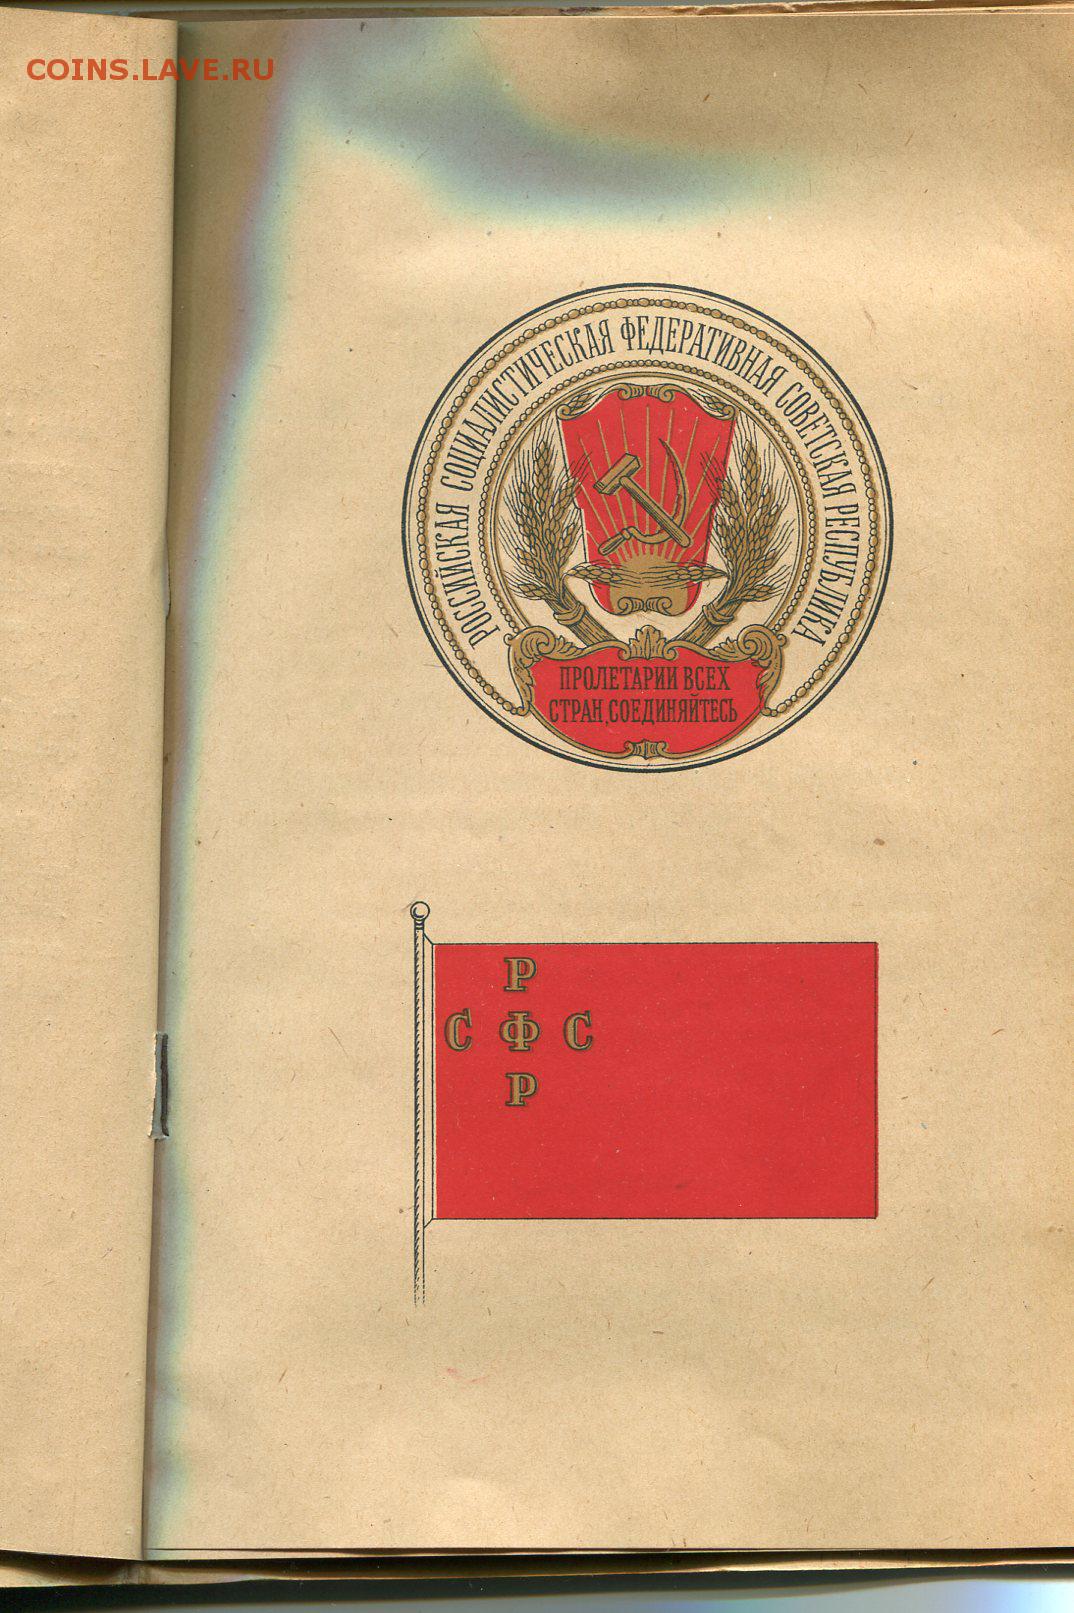 COINS.LAVE.RU
РОССИЙСКАЯ СОЦИАЛИСТИЧЕСКАЯ ФЕДЕРАТИВНАЯ СОВЕТСКАЯ РЕСПУБЛИКА
ПРОЛЕТАРИИ ВСЕХ
СТРАН, СОЕДИНЯЙТЕСЬ
Р
С Ф С
Р